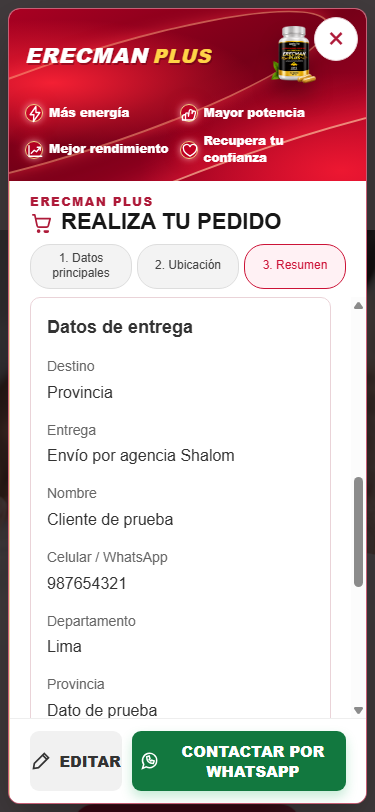 ERECMAN PLUS
Más energía
Mayor potencia
Mejor rendimiento
Recupera tu
confianza
ERECMAN PLUS
REALIZA TU PEDIDO
1. Datos
principales
2. Ubicación
3. Resumen
Datos de entrega
Destino
Provincia
Entrega
Envío por agencia Shalom
Nombre
Cliente de prueba
Celular / WhatsApp
987654321
Departamento
Lima
Provincia
Dato de prueba
EDITAR
CONTACTAR POR
WHATSAPP